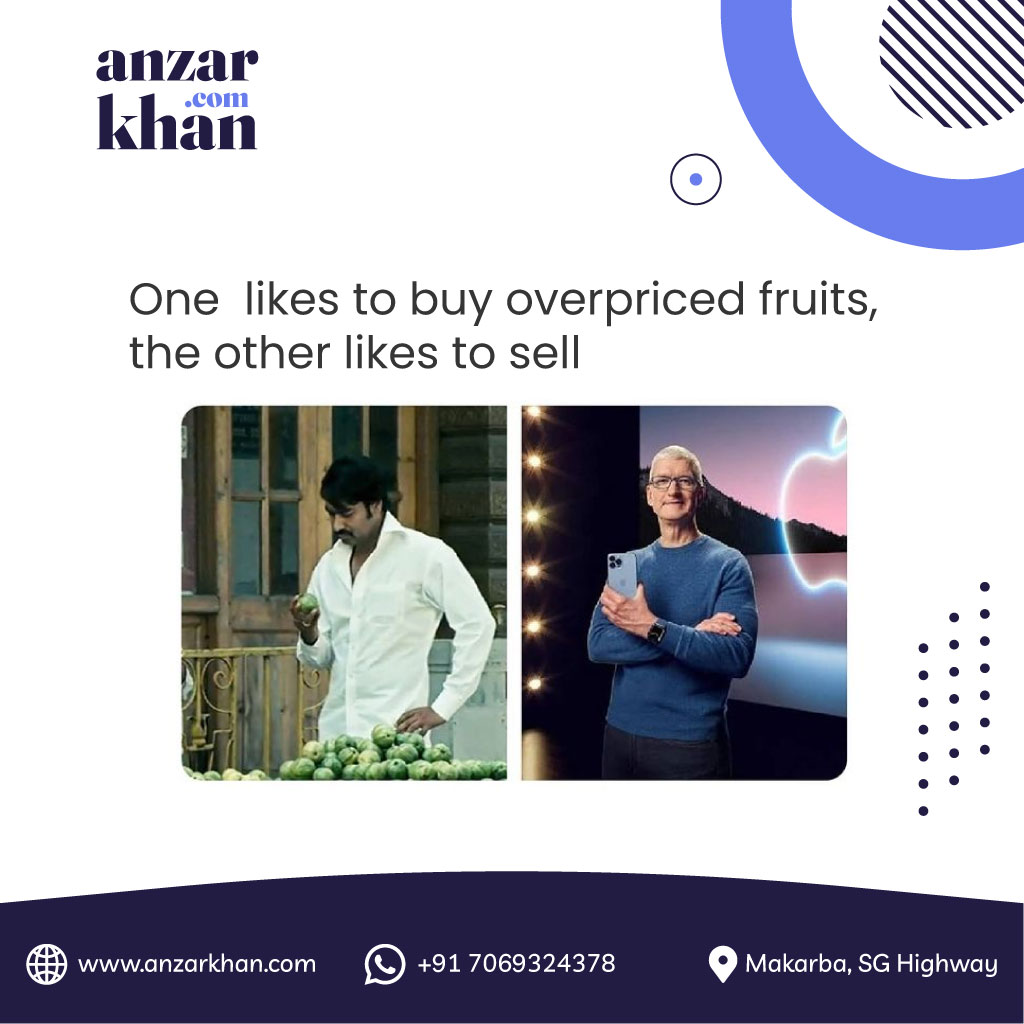 anzar
.com
khan
One likes to buy overpriced fruits,
the other likes to sell
www.anzarkhan.com
+91 7069324378
Makarba, SG Highway